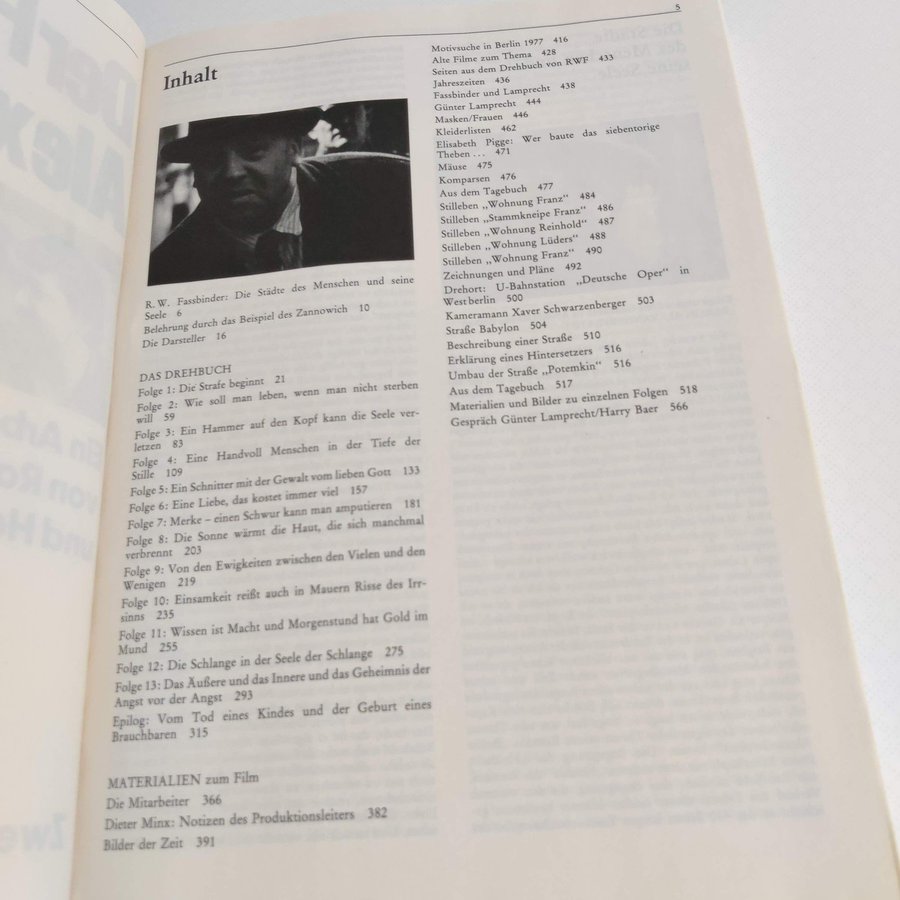 5
Inhalt
R. W. Fassbinder: Die Städte des Menschen und seine
Seele 6
Belehrung durch das Beispiel des Zannowich 10
Die Darsteller 16
DAS DREHBUCH
Folge 1: Die Strafe beginnt 21
Folge 2: Wie soll man leben, wenn man nicht sterben
will 59
Folge 3: Ein Hammer auf den Kopf kann die Seele ver-
letzen 83
Folge 4: Eine Handvoll Menschen in der Tiefe der
Stille 109
Folge 5: Ein Schnitter mit der Gewalt vom lieben Gott 133
Folge 6: Eine Liebe, das kostet immer viel 157
Folge 7: Merke – einen Schwur kann man amputieren 181
Folge 8: Die Sonne wärmt die Haut, die sich manchmal
verbrennt 203
Folge 9: Von den Ewigkeiten zwischen den Vielen und den
Wenigen 219
Folge 10: Einsamkeit reißt auch in Mauern Risse des Irr-
sinns 235
Folge 11: Wissen ist Macht und Morgenstund hat Gold im
Mund 255
Folge 12: Die Schlange in der Seele der Schlange 275
Folge 13: Das Äußere und das Innere und das Geheimnis der
Angst vor der Angst 293
Epilog: Vom Tod eines Kindes und der Geburt eines
Brauchbaren 315
MATERIALIEN zum Film
Die Mitarbeiter 366
Dieter Minx: Notizen des Produktionsleiters 382
Bilder der Zeit 391
Motivsuche in Berlin 1977 416
Alte Filme zum Thema 428
Seiten aus dem Drehbuch von RWF 433
Jahreszeiten 436
Fassbinder und Lamprecht 438
Günter Lamprecht 444
Masken/Frauen 446
Kleiderlisten 462
Elisabeth Pigge: Wer baute das siebentorige
Theben ... 471
Mäuse 475
Komparsen 476
Aus dem Tagebuch 477
Stilleben „Wohnung Franz“ 484
Stilleben „Stammkneipe Franz“ 486
Stilleben „Wohnung Reinhold“ 487
Stilleben „Wohnung Lüders“ 488
Stilleben „Wohnung Franz“ 490
Zeichnungen und Pläne 492
Drehort: U-Bahnstation „Deutsche Oper“ in
Westberlin 500
Kameramann Xaver Schwarzenberger 503
Straße Babylon 504
Beschreibung einer Straße 510
Erklärung eines Hintersetzers 516
Umbau der Straße „Potemkin“ 516
Aus dem Tagebuch 517
Materialien und Bilder zu einzelnen Folgen 518
Gespräch Günter Lamprecht/Harry Baer 566